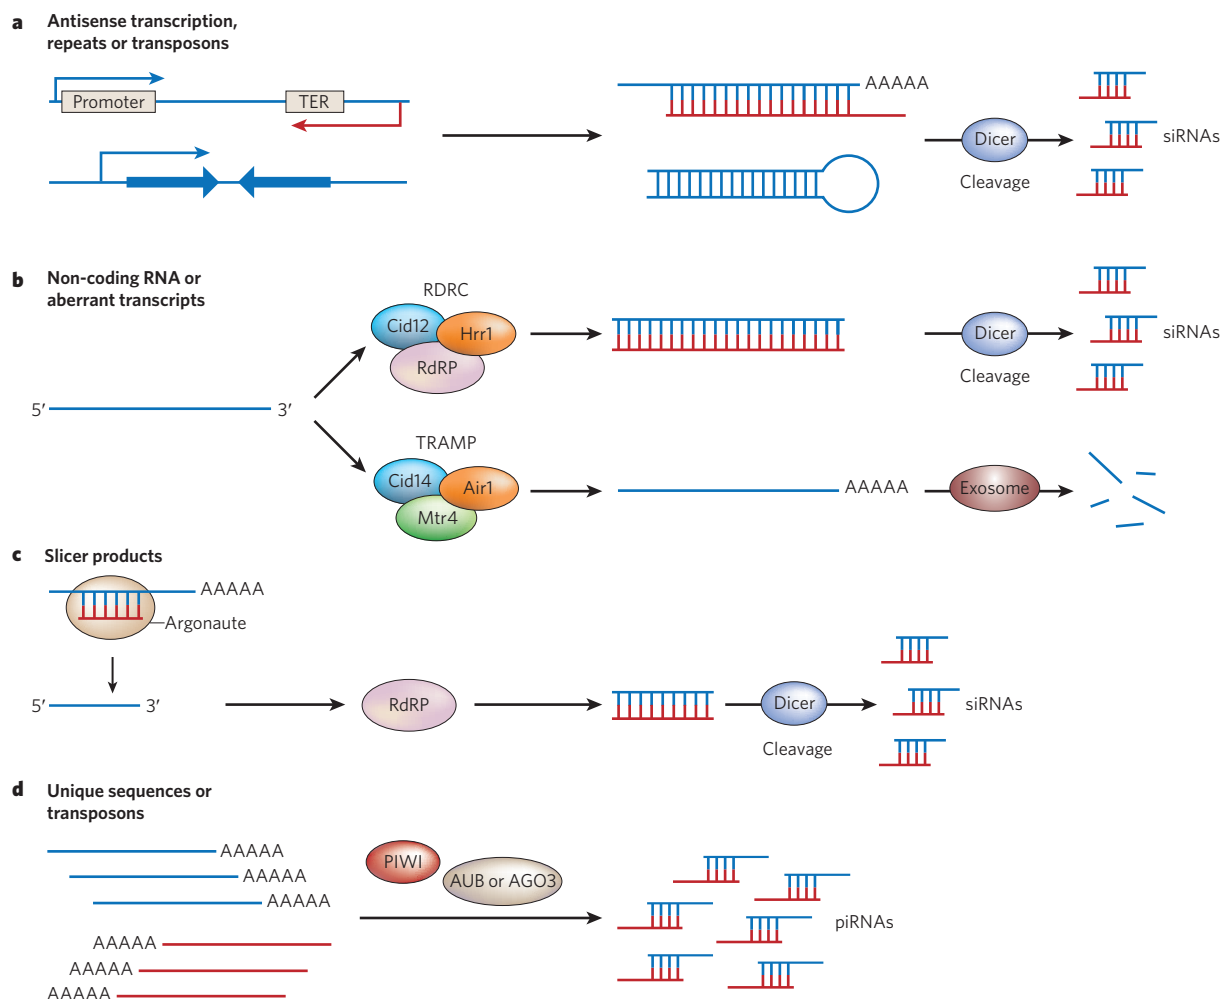 a
Antisense transcription,
repeats or transposons
Promoter
TER
AAAAA
Dicer
Cleavage
siRNAs
b
Non-coding RNA or
aberrant transcripts
RDRC
Cid12
Hrr1
RdRP
Dicer
Cleavage
siRNAs
5′
3′
TRAMP
Cid14
Air1
Mtr4
AAAAA
Exosome
c
Slicer products
AAAAA
Argonaute
5′
3′
RdRP
Dicer
Cleavage
siRNAs
d
Unique sequences or
transposons
AAAAA
AAAAA
AAAAA
PIWI
AUB or AGO3
piRNAs
AAAAA
AAAAA
AAAAA